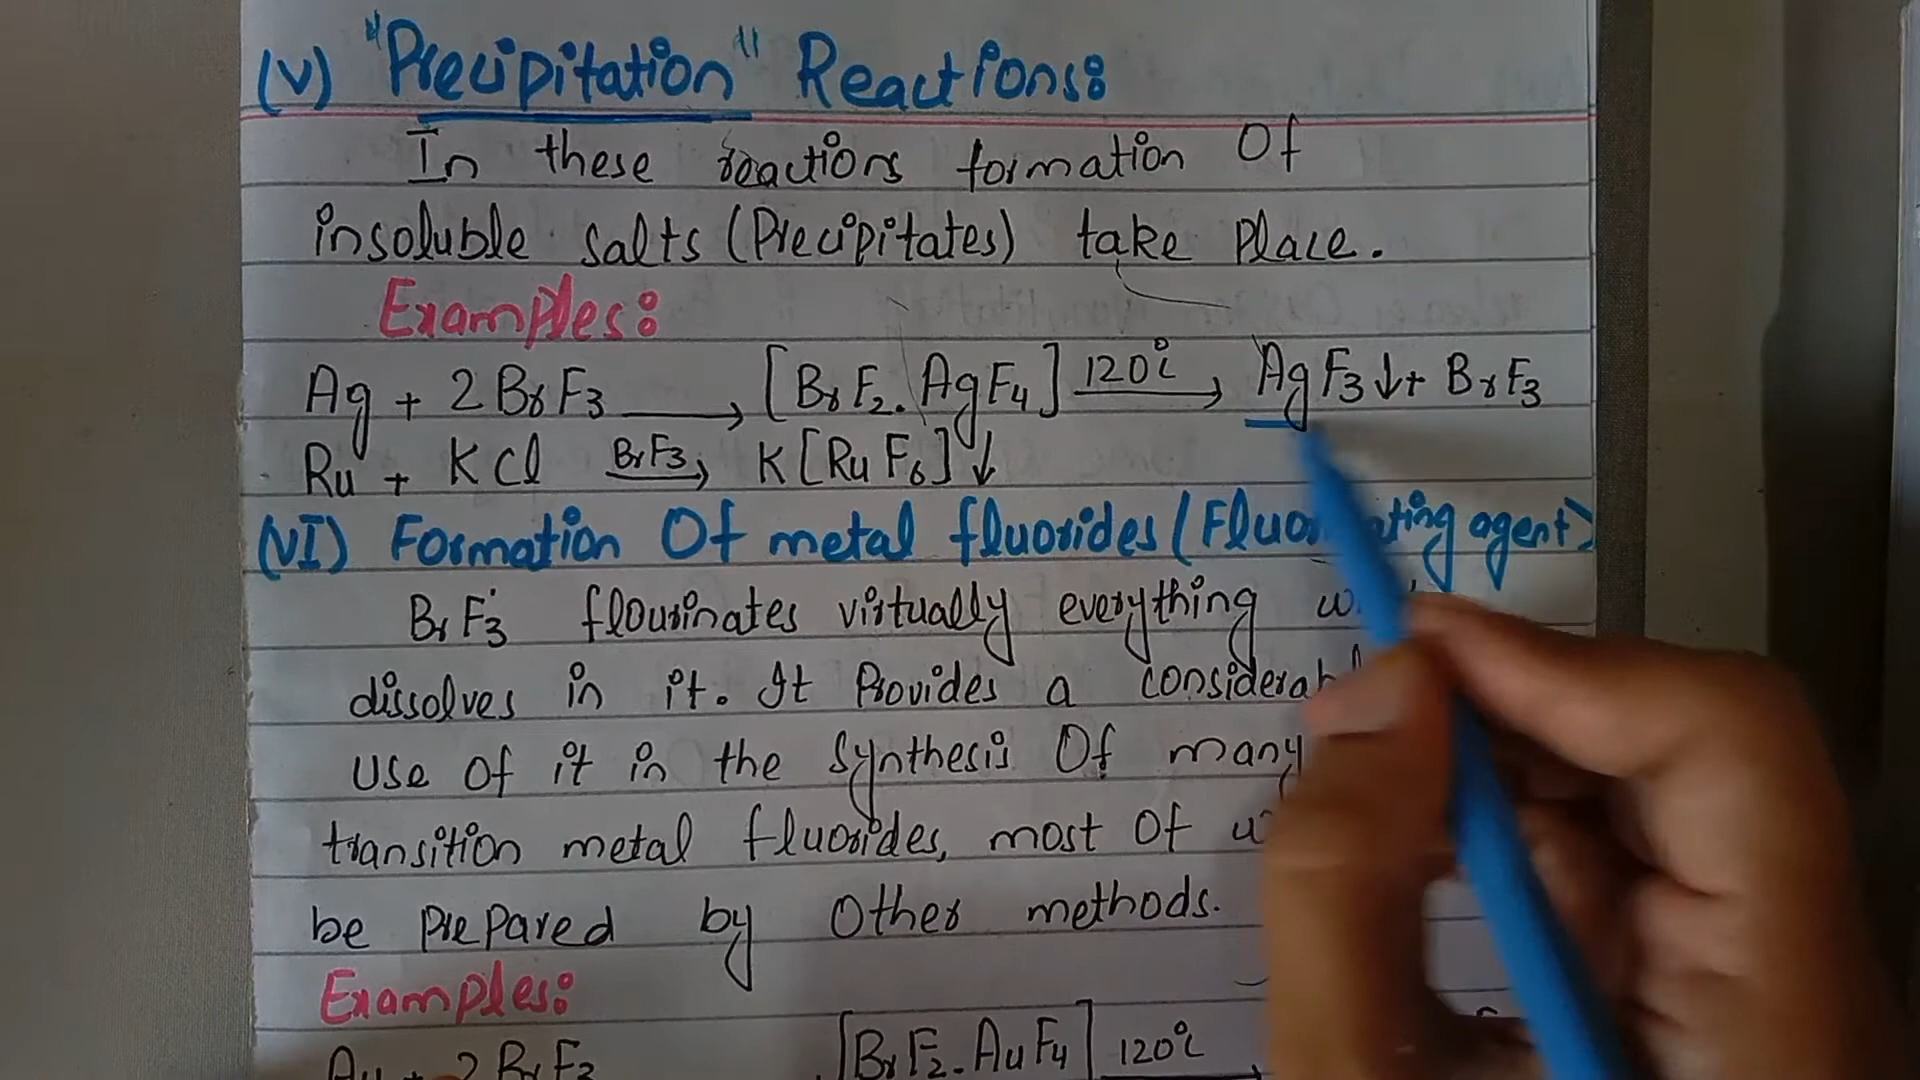 (V) "Precipitation" Reactions:
In these reactions formation Of
insoluble salts (Precipitates) take place.
Examples:
Ag + 2BrF3 → [BrF2.AgF4] 120°C → AgF3↓ + BrF3
Ru + KCl BrF3 → K[RuF6]↓
(VI) Formation Of metal fluorides (Fluo ting agent)
BrF3 flourinates virtually everything
dissolves in it. It Provides a
use of it in the synthesis Of many
transition metal fluorides, most of
be prepared by Other methods.
Examples:
Au + 2BrF3 [BrF2.AuF4] 120°C →